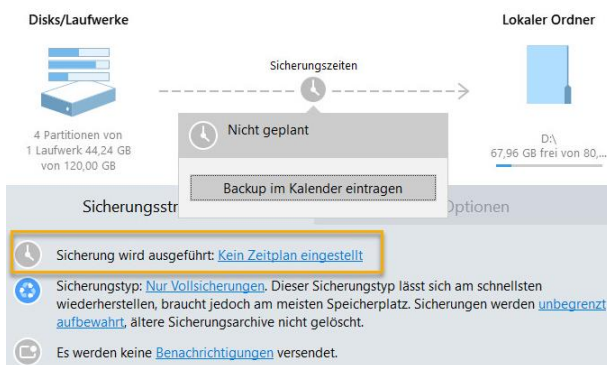 Disks/Laufwerke
Lokaler Ordner
Sicherungszeiten
4 Partitionen von
1 Laufwerk 44,24 GB
von 120,00 GB
Nicht geplant
Backup im Kalender eintragen
D:\
67,96 GB frei von 80,...
Sicherungsstr
Optionen
Sicherung wird ausgeführt: Kein Zeitplan eingestellt
Sicherungstyp: Nur Vollsicherungen. Dieser Sicherungstyp lässt sich am schnellsten
wiederherstellen, braucht jedoch am meisten Speicherplatz. Sicherungen werden unbegrenzt
aufbewahrt, ältere Sicherungsarchive nicht gelöscht.
Es werden keine Benachrichtigungen versendet.